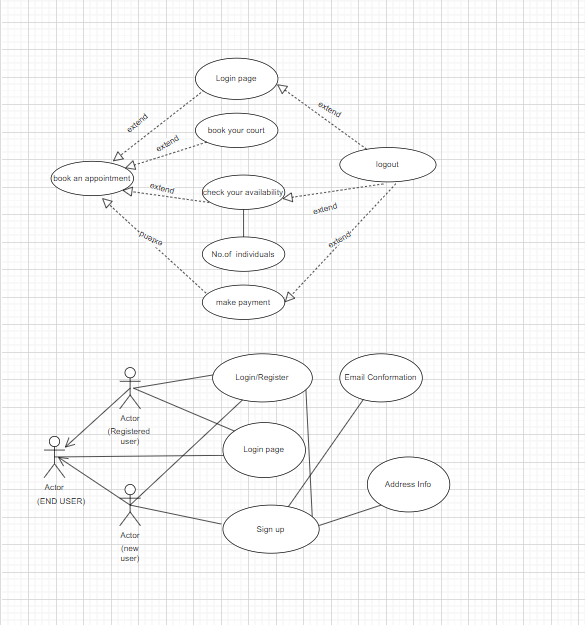 Login page
extend
extend
book your court
extend
logout
book an appointment
extend
check your availability
extend
extend
extend
No.of individuals
make payment
Login/Register
Email Conformation
Actor
(Registered
user)
Login page
Actor
(END USER)
Address Info
Sign up
Actor
(new
user)